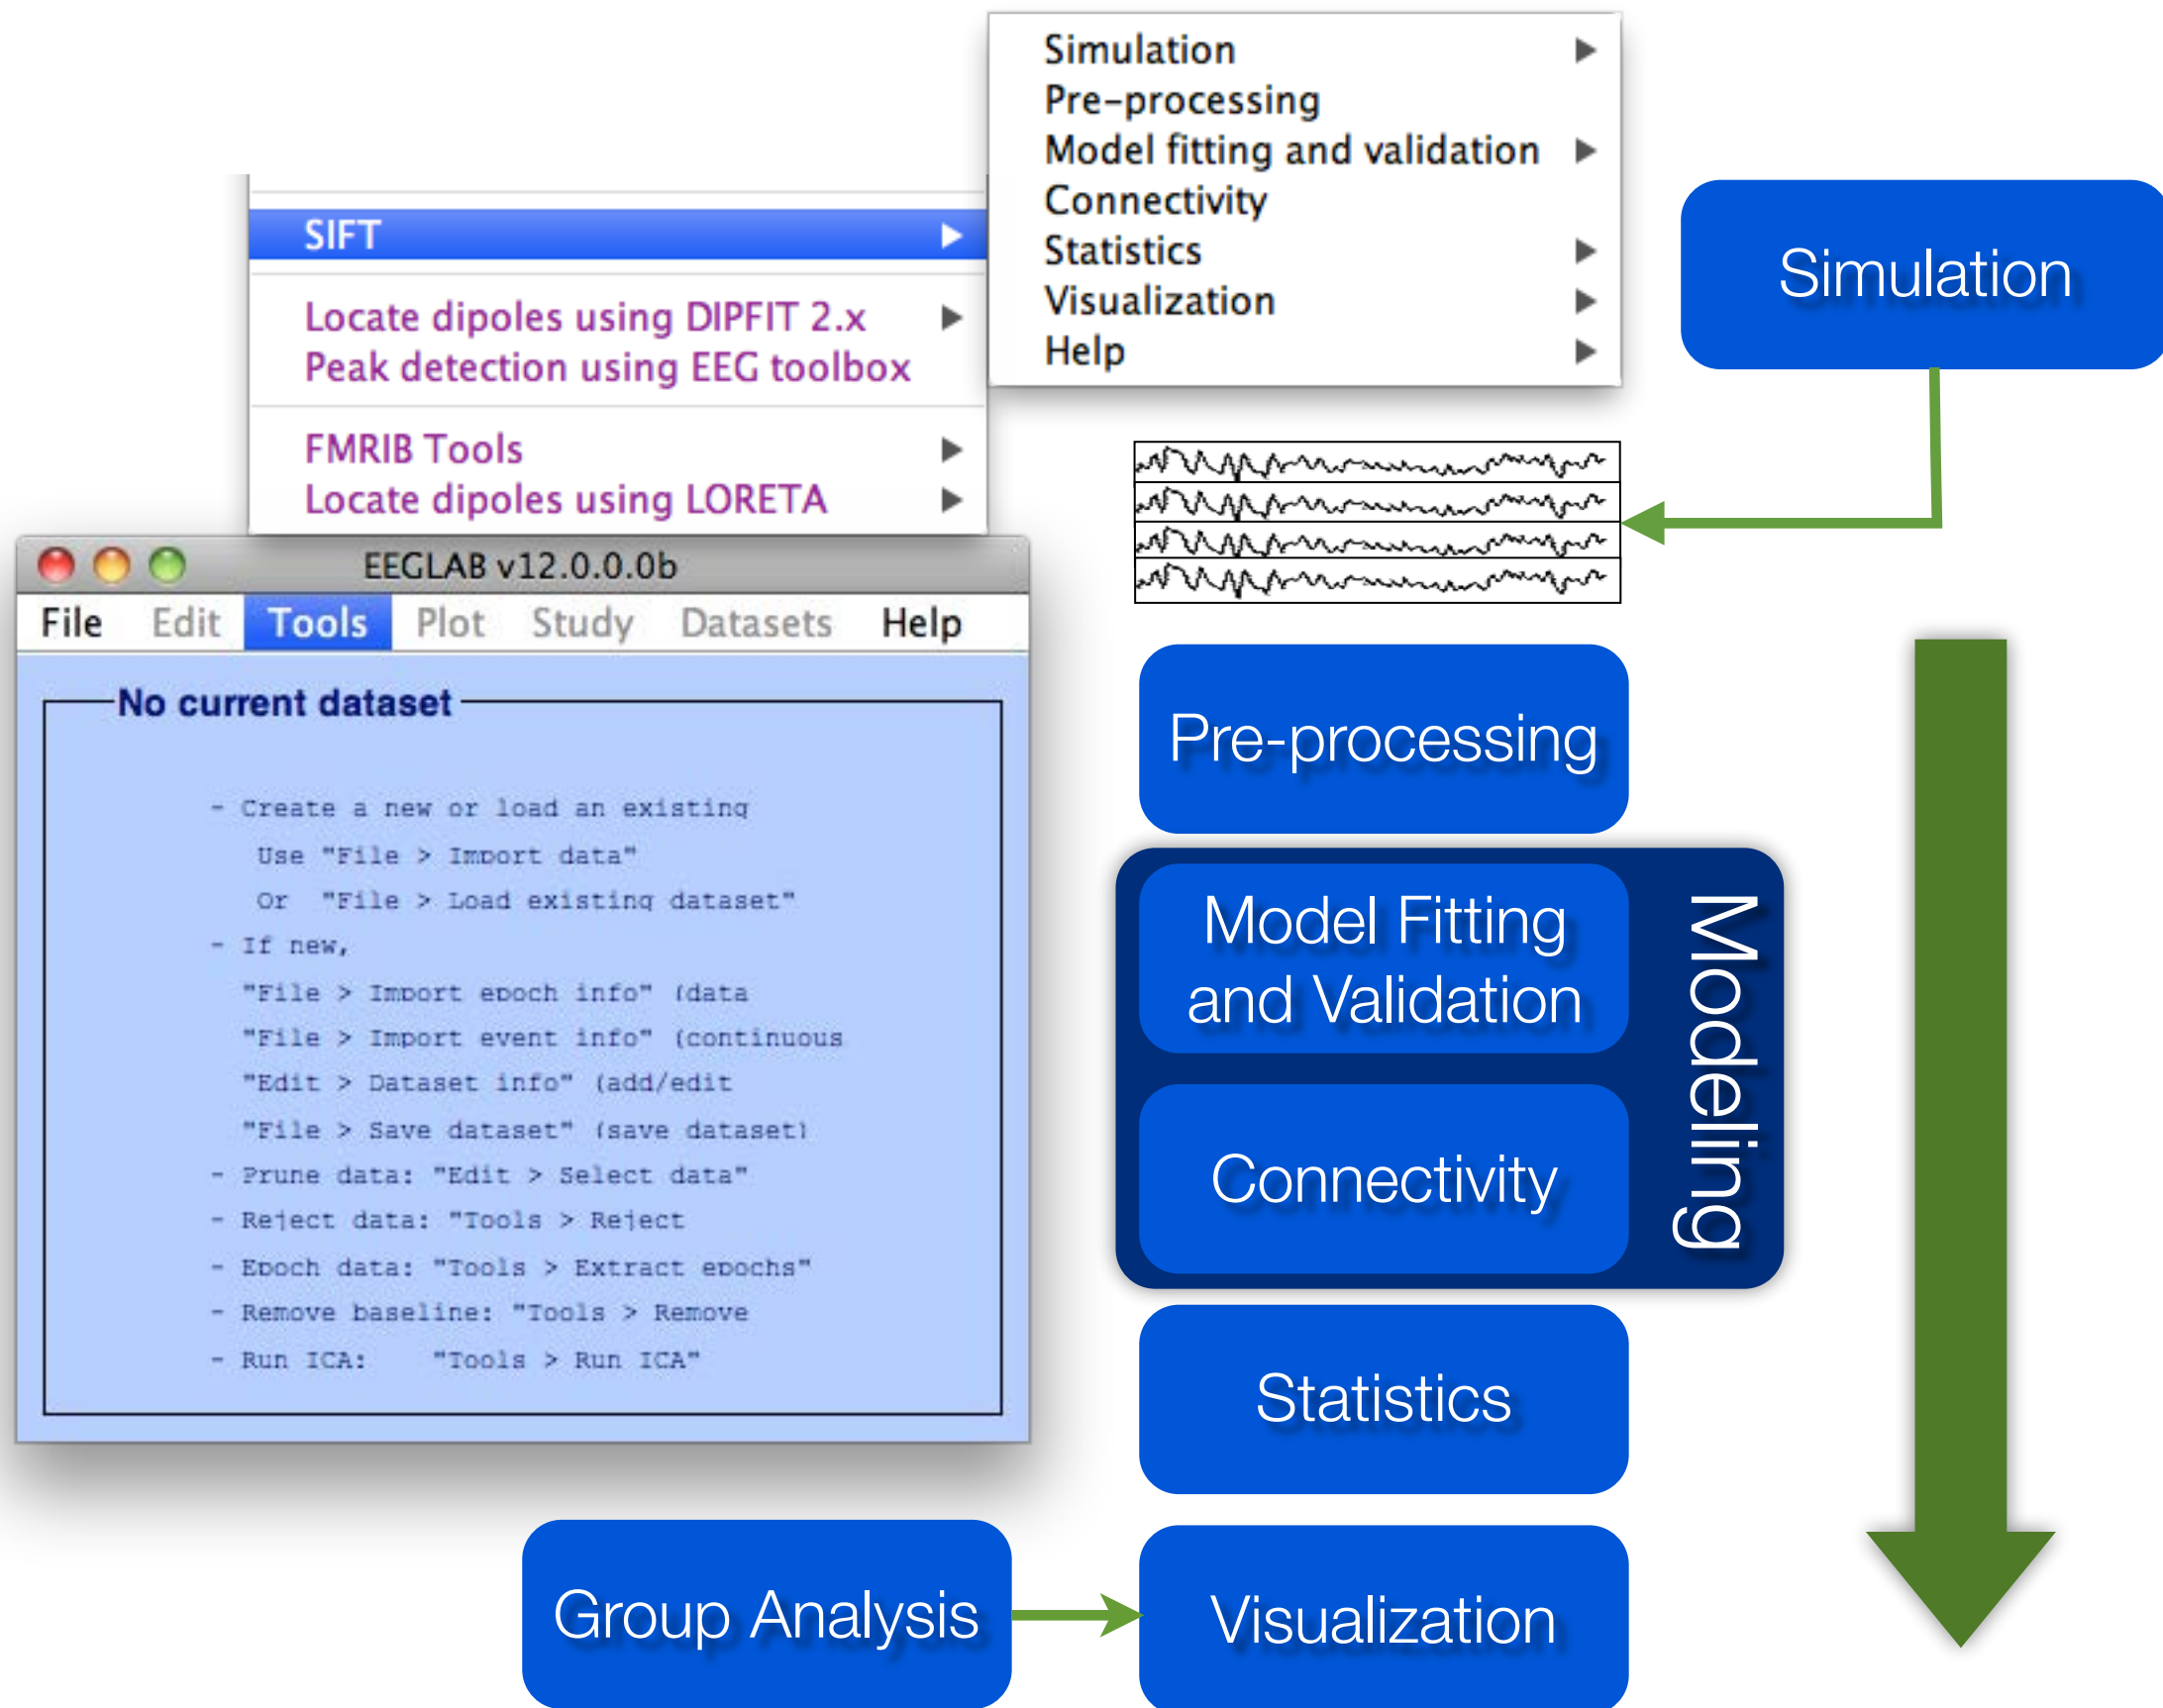 Simulation
Pre-processing
Model fitting and validation
Connectivity
Statistics
Visualization
Help
SIFT
Locate dipoles using DIPFIT 2.x
Peak detection using EEG toolbox
FMRIB Tools
Locate dipoles using LORETA
EEGLAB v12.0.0.0b
File Edit Tools Plot Study Datasets Help
No current dataset
- Create a new or load an existing
Use "File > Import data"
Or "File > Load existing dataset"
- If new,
"File > Import epoch info" (data
"File > Import event info" (continuous
"Edit > Dataset info" (add/edit
"File > Save dataset" (save dataset)
- Prune data: "Edit > Select data"
- Reject data: "Tools > Reject
- Epoch data: "Tools > Extract epochs"
- Remove baseline: "Tools > Remove
- Run ICA: "Tools > Run ICA"
Simulation
Pre-processing
Model Fitting
and Validation
Connectivity
Modeling
Statistics
Group Analysis
Visualization